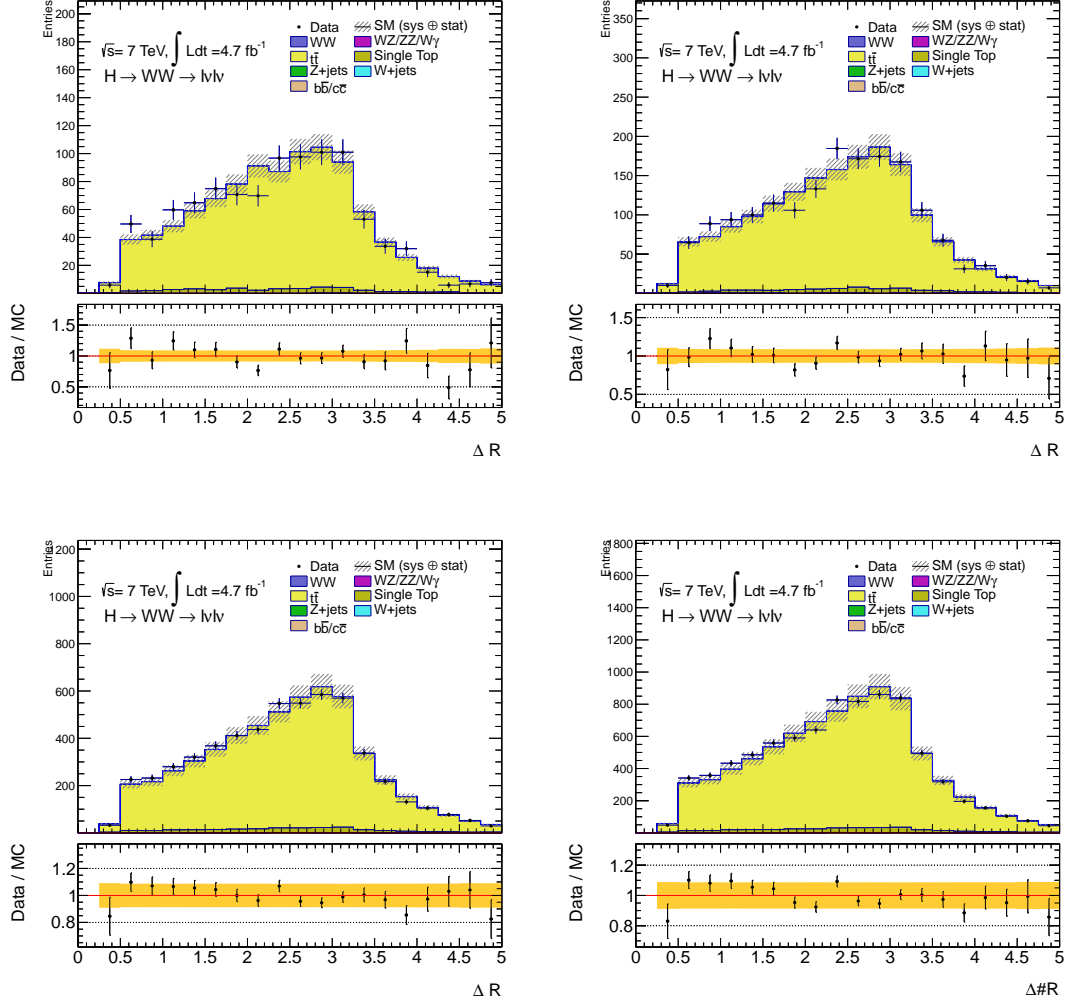 Entries
200
180
160
140
120
100
80
60
40
20
√s= 7 TeV, ∫ Ldt =4.7 fb⁻¹
H → WW → lνlν
Data
SM (sys ⊕ stat)
WW
WZ/ZZ/Wγ
tt̄
Single Top
Z+jets
W+jets
bb̄/cc̄
Data / MC
1.5
1
0.5
0 0.5 1 1.5 2 2.5 3 3.5 4 4.5 5
Δ R
Entries
350
300
250
200
150
100
50
√s= 7 TeV, ∫ Ldt =4.7 fb⁻¹
H → WW → lνlν
Data
SM (sys ⊕ stat)
WW
WZ/ZZ/Wγ
tt̄
Single Top
Z+jets
W+jets
bb̄/cc̄
Data / MC
1.5
1
0.5
0 0.5 1 1.5 2 2.5 3 3.5 4 4.5 5
Δ R
Entries
1200
1000
800
600
400
200
√s= 7 TeV, ∫ Ldt =4.7 fb⁻¹
H → WW → lνlν
Data
SM (sys ⊕ stat)
WW
WZ/ZZ/Wγ
tt̄
Single Top
Z+jets
W+jets
bb̄/cc̄
Data / MC
1.2
1
0.8
0 0.5 1 1.5 2 2.5 3 3.5 4 4.5 5
Δ R
Entries
1800
1600
1400
1200
1000
800
600
400
200
√s= 7 TeV, ∫ Ldt =4.7 fb⁻¹
H → WW → lνlν
Data
SM (sys ⊕ stat)
WW
WZ/ZZ/Wγ
tt̄
Single Top
Z+jets
W+jets
bb̄/cc̄
Data / MC
1.2
1
0.8
0 0.5 1 1.5 2 2.5 3 3.5 4 4.5 5
Δ#R